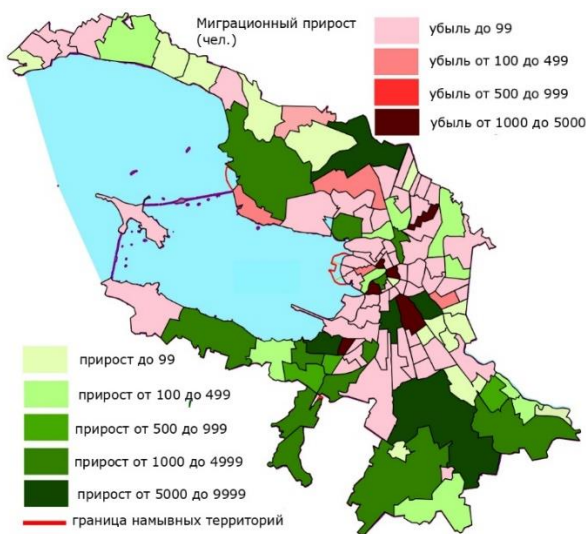 Миграционный прирост
(чел.)
убыль до 99
убыль от 100 до 499
убыль от 500 до 999
убыль от 1000 до 5000
прирост до 99
прирост от 100 до 499
прирост от 500 до 999
прирост от 1000 до 4999
прирост от 5000 до 9999
граница намывных территорий